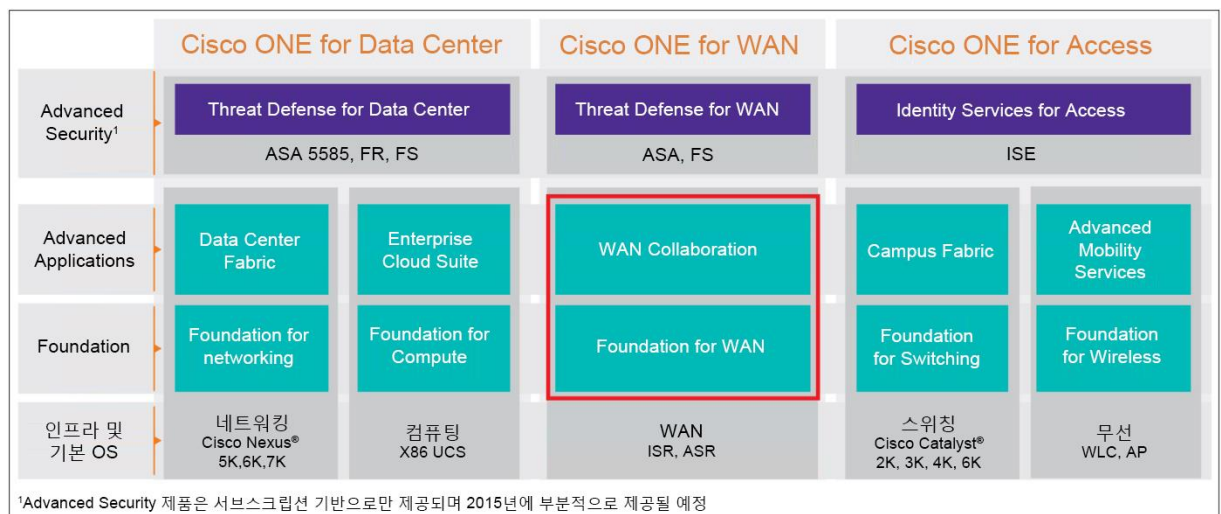 Cisco ONE for Data Center
Cisco ONE for WAN
Cisco ONE for Access
Advanced
Security¹
Threat Defense for Data Center
ASA 5585, FR, FS
Threat Defense for WAN
ASA, FS
Identity Services for Access
ISE
Advanced
Applications
Data Center
Fabric
Enterprise
Cloud Suite
WAN Collaboration
Campus Fabric
Advanced
Mobility
Services
Foundation
Foundation for
networking
Foundation for
Compute
Foundation for WAN
Foundation
for Switching
Foundation
for Wireless
인프라 및
기본 OS
네트워킹
Cisco Nexus®
5K,6K,7K
컴퓨팅
X86 UCS
WAN
ISR, ASR
스위칭
Cisco Catalyst®
2K, 3K, 4K, 6K
무선
WLC, AP
¹Advanced Security 제품은 서브스크립션 기반으로만 제공되며 2015년에 부분적으로 제공될 예정